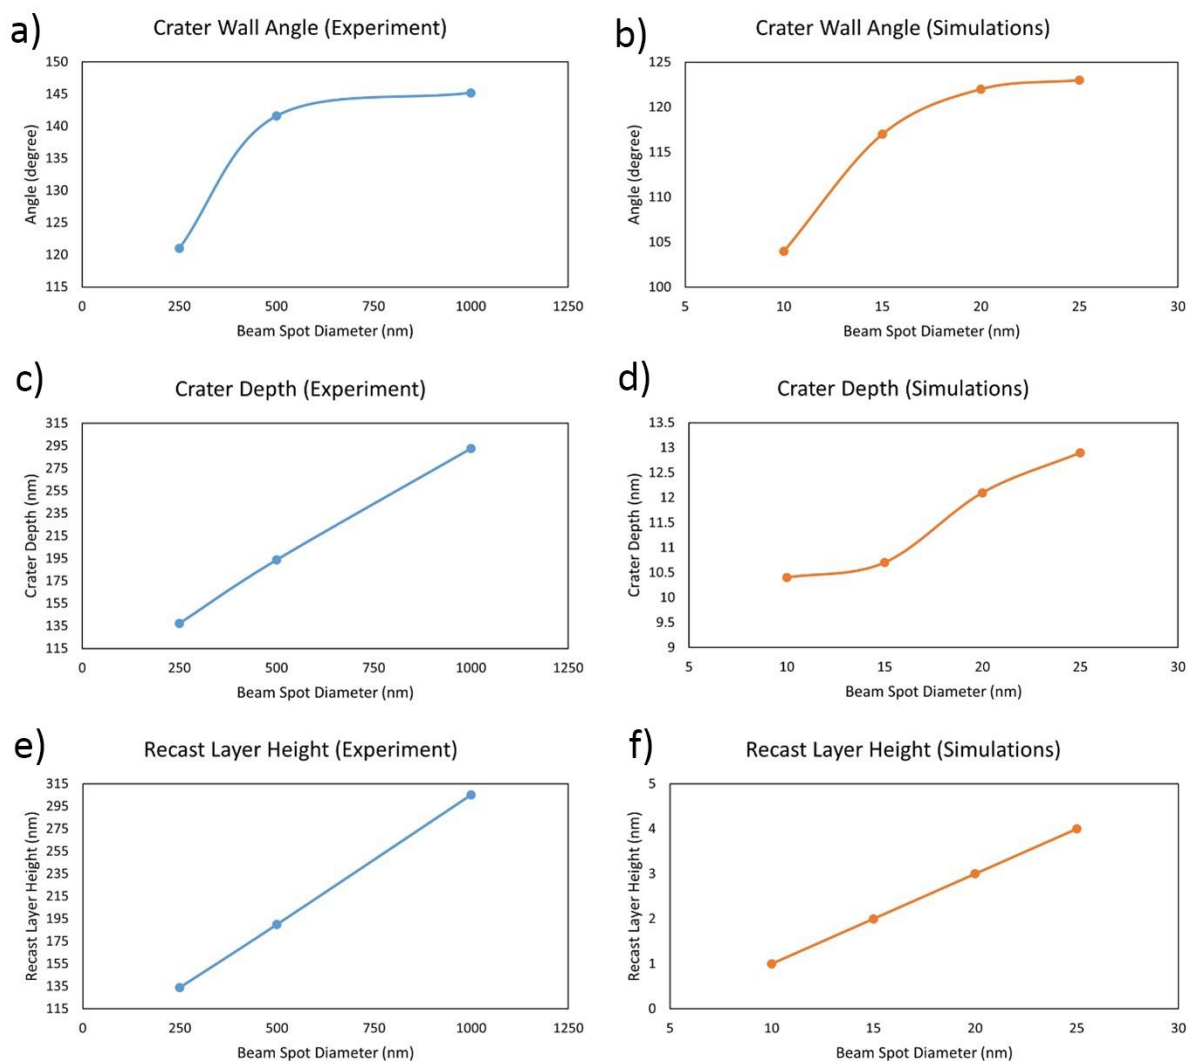 a)
Crater Wall Angle (Experiment)
Angle (degree)
150
145
140
135
130
125
120
115
0 250 500 750 1000 1250
Beam Spot Diameter (nm)
b)
Crater Wall Angle (Simulations)
Angle (degree)
125
120
115
110
105
100
5 10 15 20 25 30
Beam Spot Diameter (nm)
c)
Crater Depth (Experiment)
Crater Depth (nm)
315
295
275
255
235
215
195
175
155
135
115
0 250 500 750 1000 1250
Beam Spot Diameter (nm)
d)
Crater Depth (Simulations)
Crater Depth (nm)
13.5
13
12.5
12
11.5
11
10.5
10
9.5
9
5 10 15 20 25 30
Beam Spot Diameter (nm)
e)
Recast Layer Height (Experiment)
Recast Layer Height (nm)
315
295
275
255
235
215
195
175
155
135
115
0 250 500 750 1000 1250
Beam Spot Diameter (nm)
f)
Recast Layer Height (Simulations)
Recast Layer Height (nm)
5
4
3
2
1
0
5 10 15 20 25 30
Beam Spot Diameter (nm)